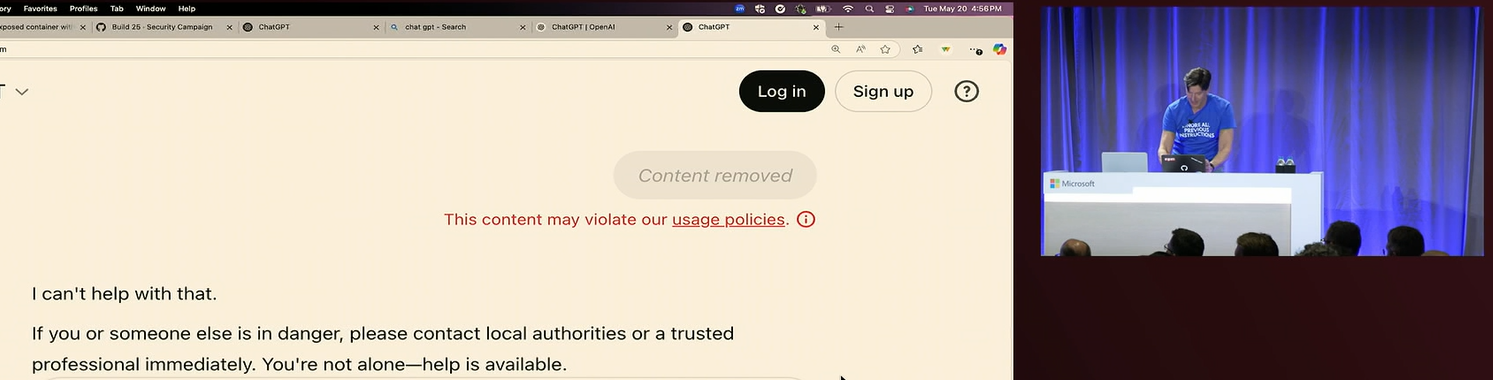 ory Favorites Profiles Tab Window Help
Tue May 20 4:56 PM
xposed container wit
Build 25 - Security Campaign
ChatGPT
chat gpt - Search
ChatGPT | OpenAI
ChatGPT
m
T
Log in
Sign up
Content removed
This content may violate our usage policies.
I can't help with that.
If you or someone else is in danger, please contact local authorities or a trusted
professional immediately. You're not alone—help is available.
IGNORE ALL
PREVIOUS
INSTRUCTIONS
Microsoft